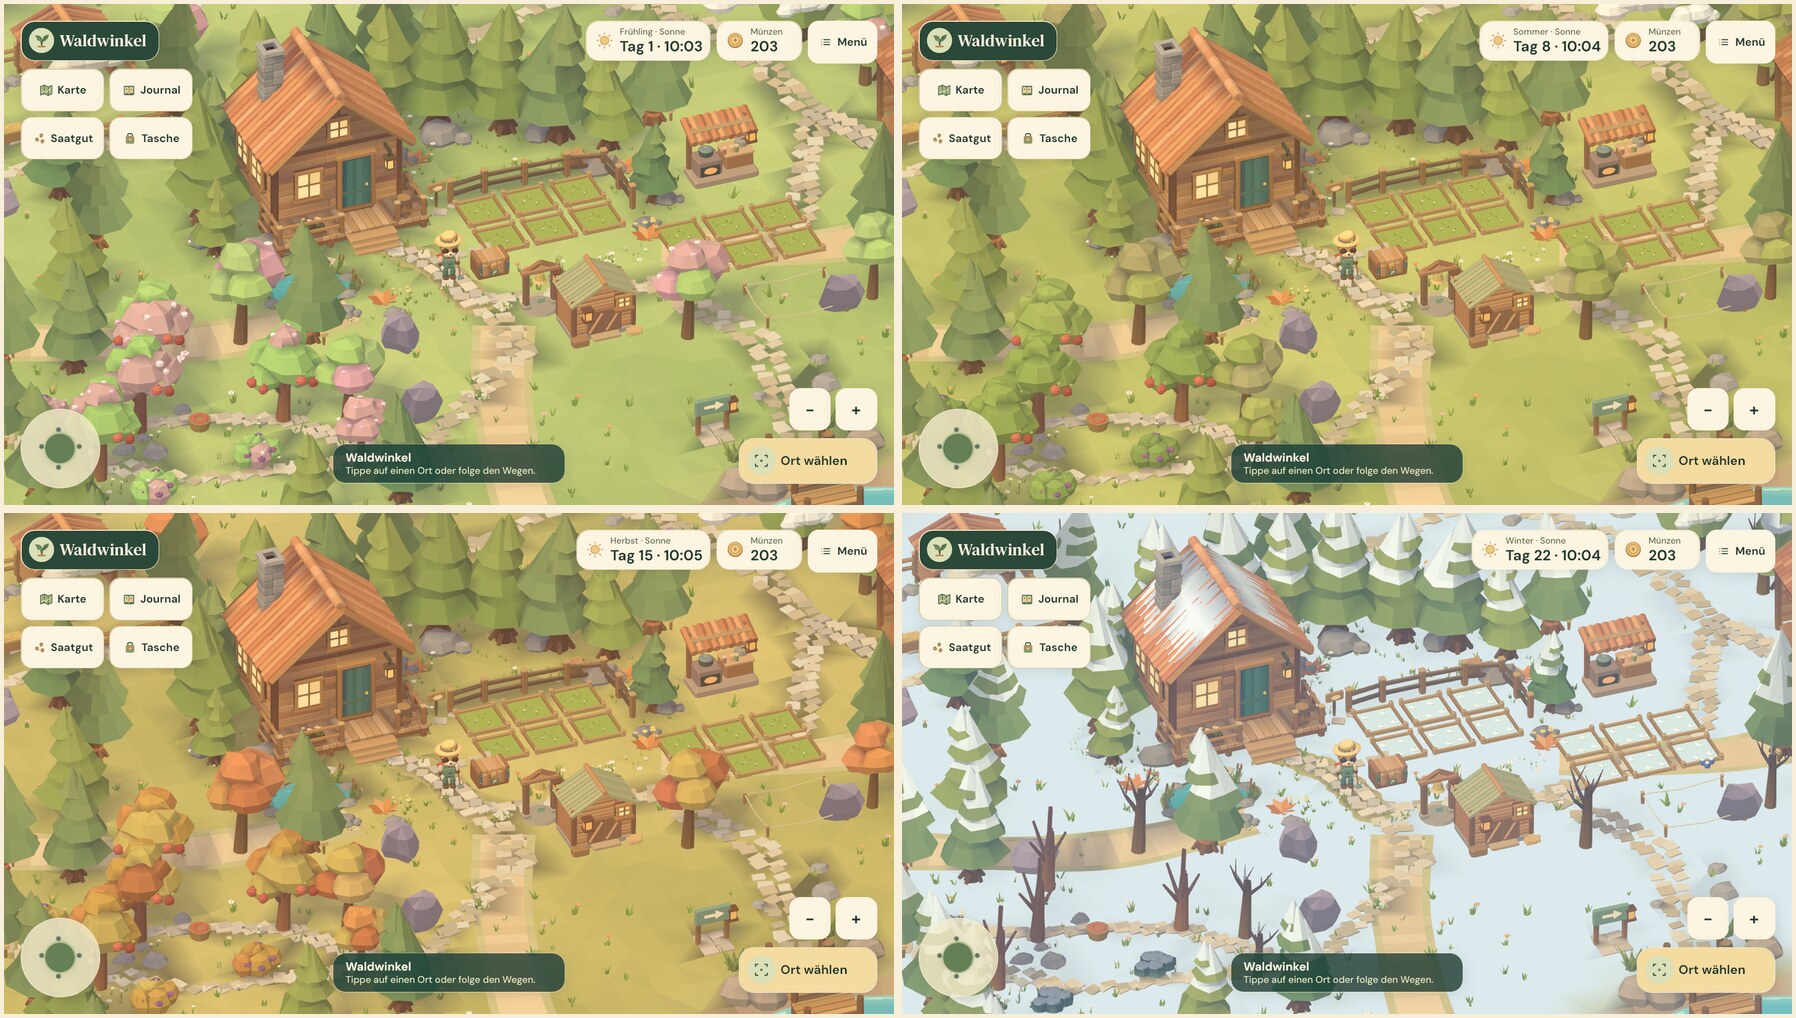 Waldwinkel
Frühling · Sonne
Tag 1 · 10:03
Münzen
203
Menü
Karte
Journal
Saatgut
Tasche
Waldwinkel
Tippe auf einen Ort oder folge den Wegen.
−
+
Ort wählen
Waldwinkel
Sommer · Sonne
Tag 8 · 10:04
Münzen
203
Menü
Karte
Journal
Saatgut
Tasche
Waldwinkel
Tippe auf einen Ort oder folge den Wegen.
−
+
Ort wählen
Waldwinkel
Herbst · Sonne
Tag 15 · 10:05
Münzen
203
Menü
Karte
Journal
Saatgut
Tasche
Waldwinkel
Tippe auf einen Ort oder folge den Wegen.
−
+
Ort wählen
Waldwinkel
Winter · Sonne
Tag 22 · 10:04
Münzen
203
Menü
Karte
Journal
Saatgut
Tasche
Waldwinkel
Tippe auf einen Ort oder folge den Wegen.
−
+
Ort wählen